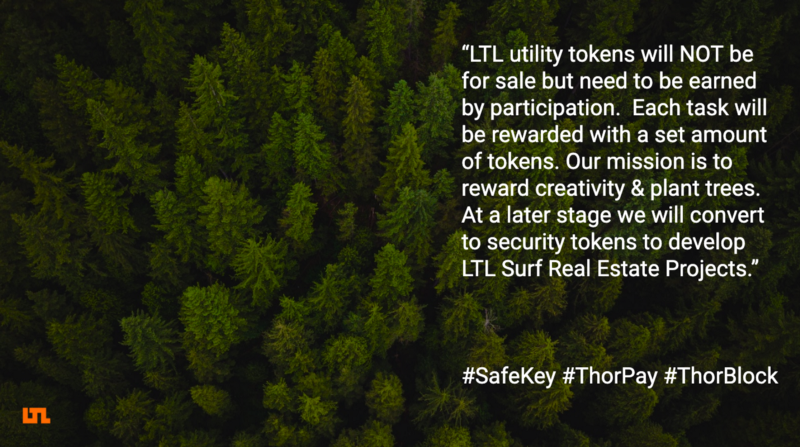 “LTL utility tokens will NOT be
for sale but need to be earned
by participation.  Each task will
be rewarded with a set amount
of tokens. Our mission is to
reward creativity & plant trees.
At a later stage we will convert
to security tokens to develop
LTL Surf Real Estate Projects.”
#SafeKey #ThorPay #ThorBlock
LTL